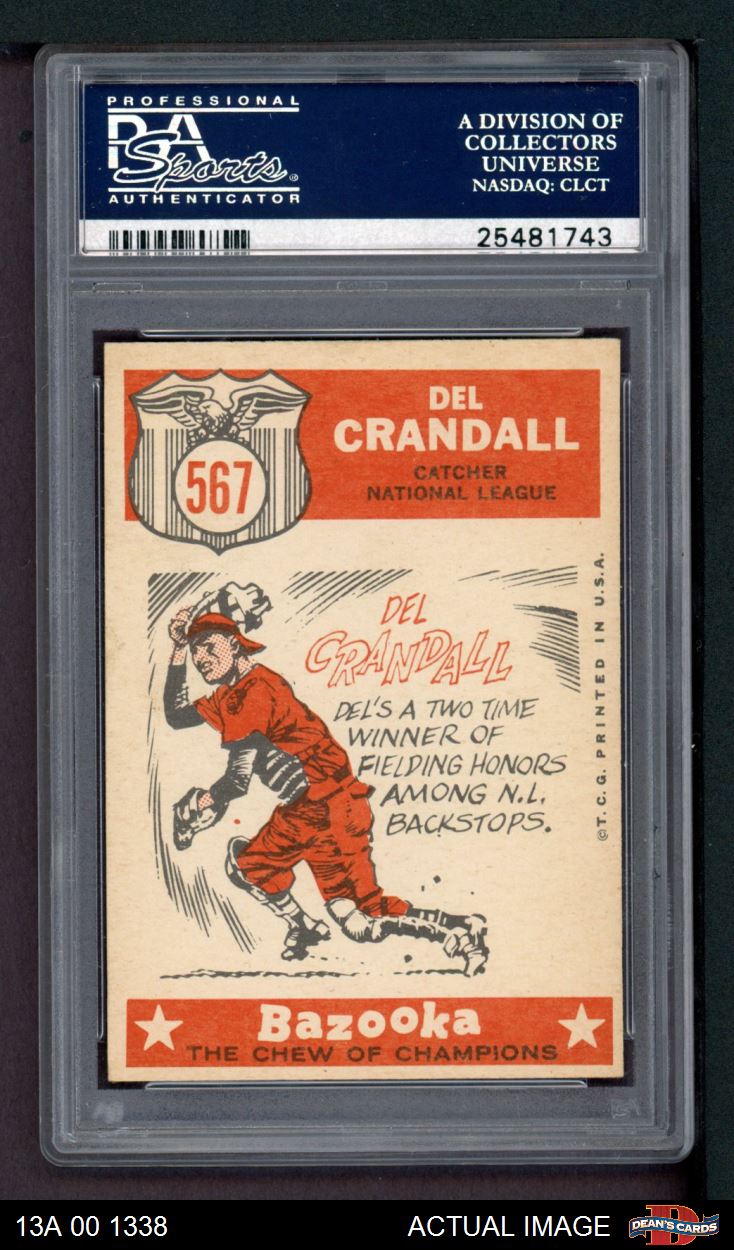 PROFESSIONAL
PSA
Sports®
AUTHENTICATOR
A DIVISION OF
COLLECTORS
UNIVERSE
NASDAQ: CLCT
25481743
567
DEL
CRANDALL
CATCHER
NATIONAL LEAGUE
DEL
CRANDALL
DEL'S A TWO TIME
WINNER OF
FIELDING HONORS
AMONG N.L.
BACKSTOPS.
©T.C.G. PRINTED IN U.S.A.
Bazooka
THE CHEW OF CHAMPIONS
13A 00 1338
ACTUAL IMAGE
DEAN'S CARDS